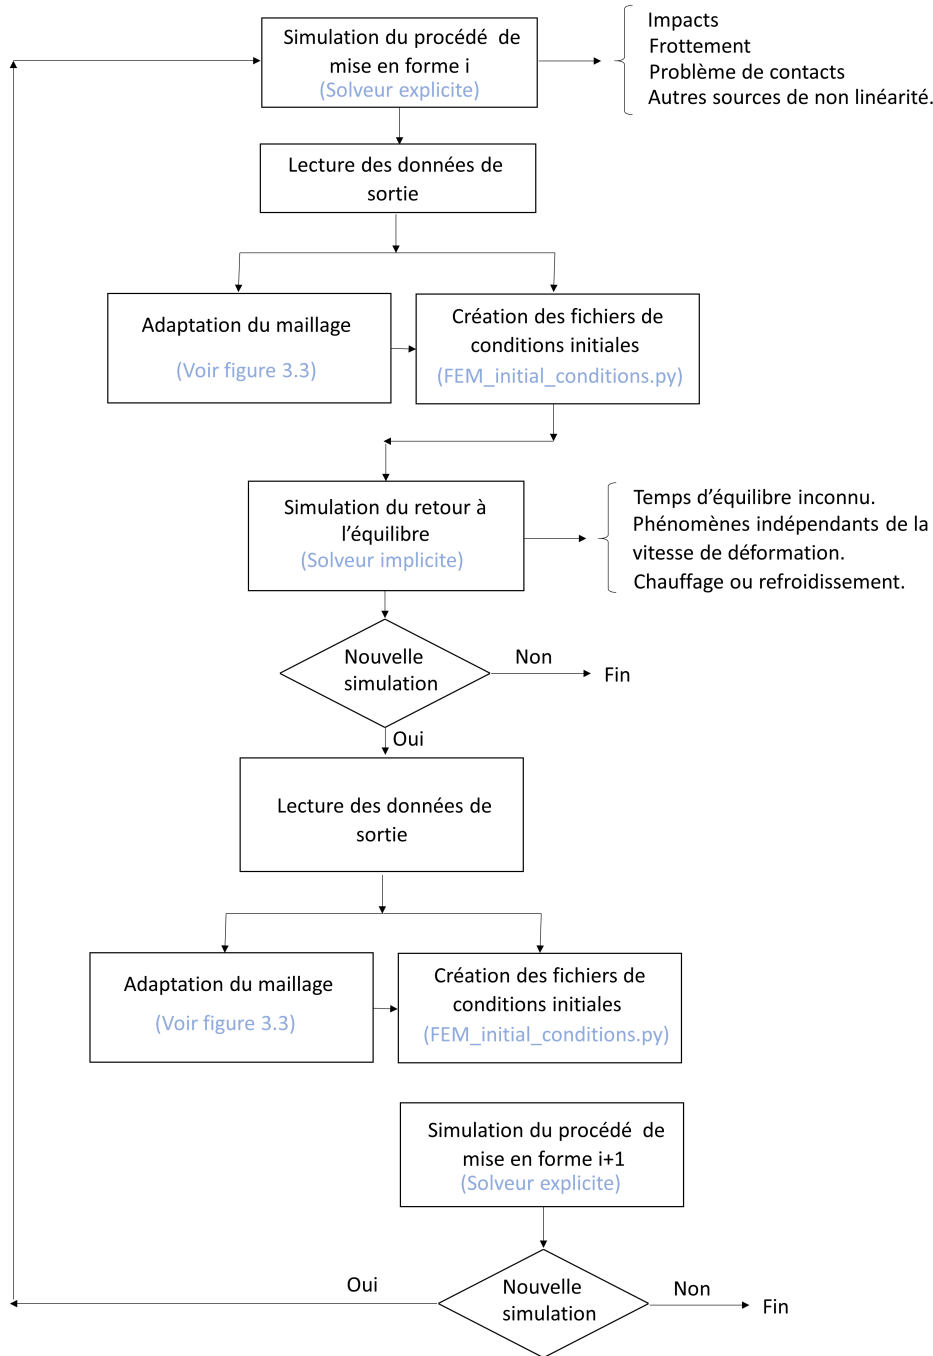 Simulation du procédé de
mise en forme i
(Solveur explicite)
Impacts
Frottement
Problème de contacts
Autres sources de non linéarité.
Lecture des données de
sortie
Adaptation du maillage
(Voir figure 3.3)
Création des fichiers de
conditions initiales
(FEM_initial_conditions.py)
Simulation du retour à
l’équilibre
(Solveur implicite)
Temps d’équilibre inconnu.
Phénomènes indépendants de la
vitesse de déformation.
Chauffage ou refroidissement.
Nouvelle
simulation
Non
Fin
Oui
Lecture des données de
sortie
Adaptation du maillage
(Voir figure 3.3)
Création des fichiers de
conditions initiales
(FEM_initial_conditions.py)
Simulation du procédé de
mise en forme i+1
(Solveur explicite)
Oui
Nouvelle
simulation
Non
Fin